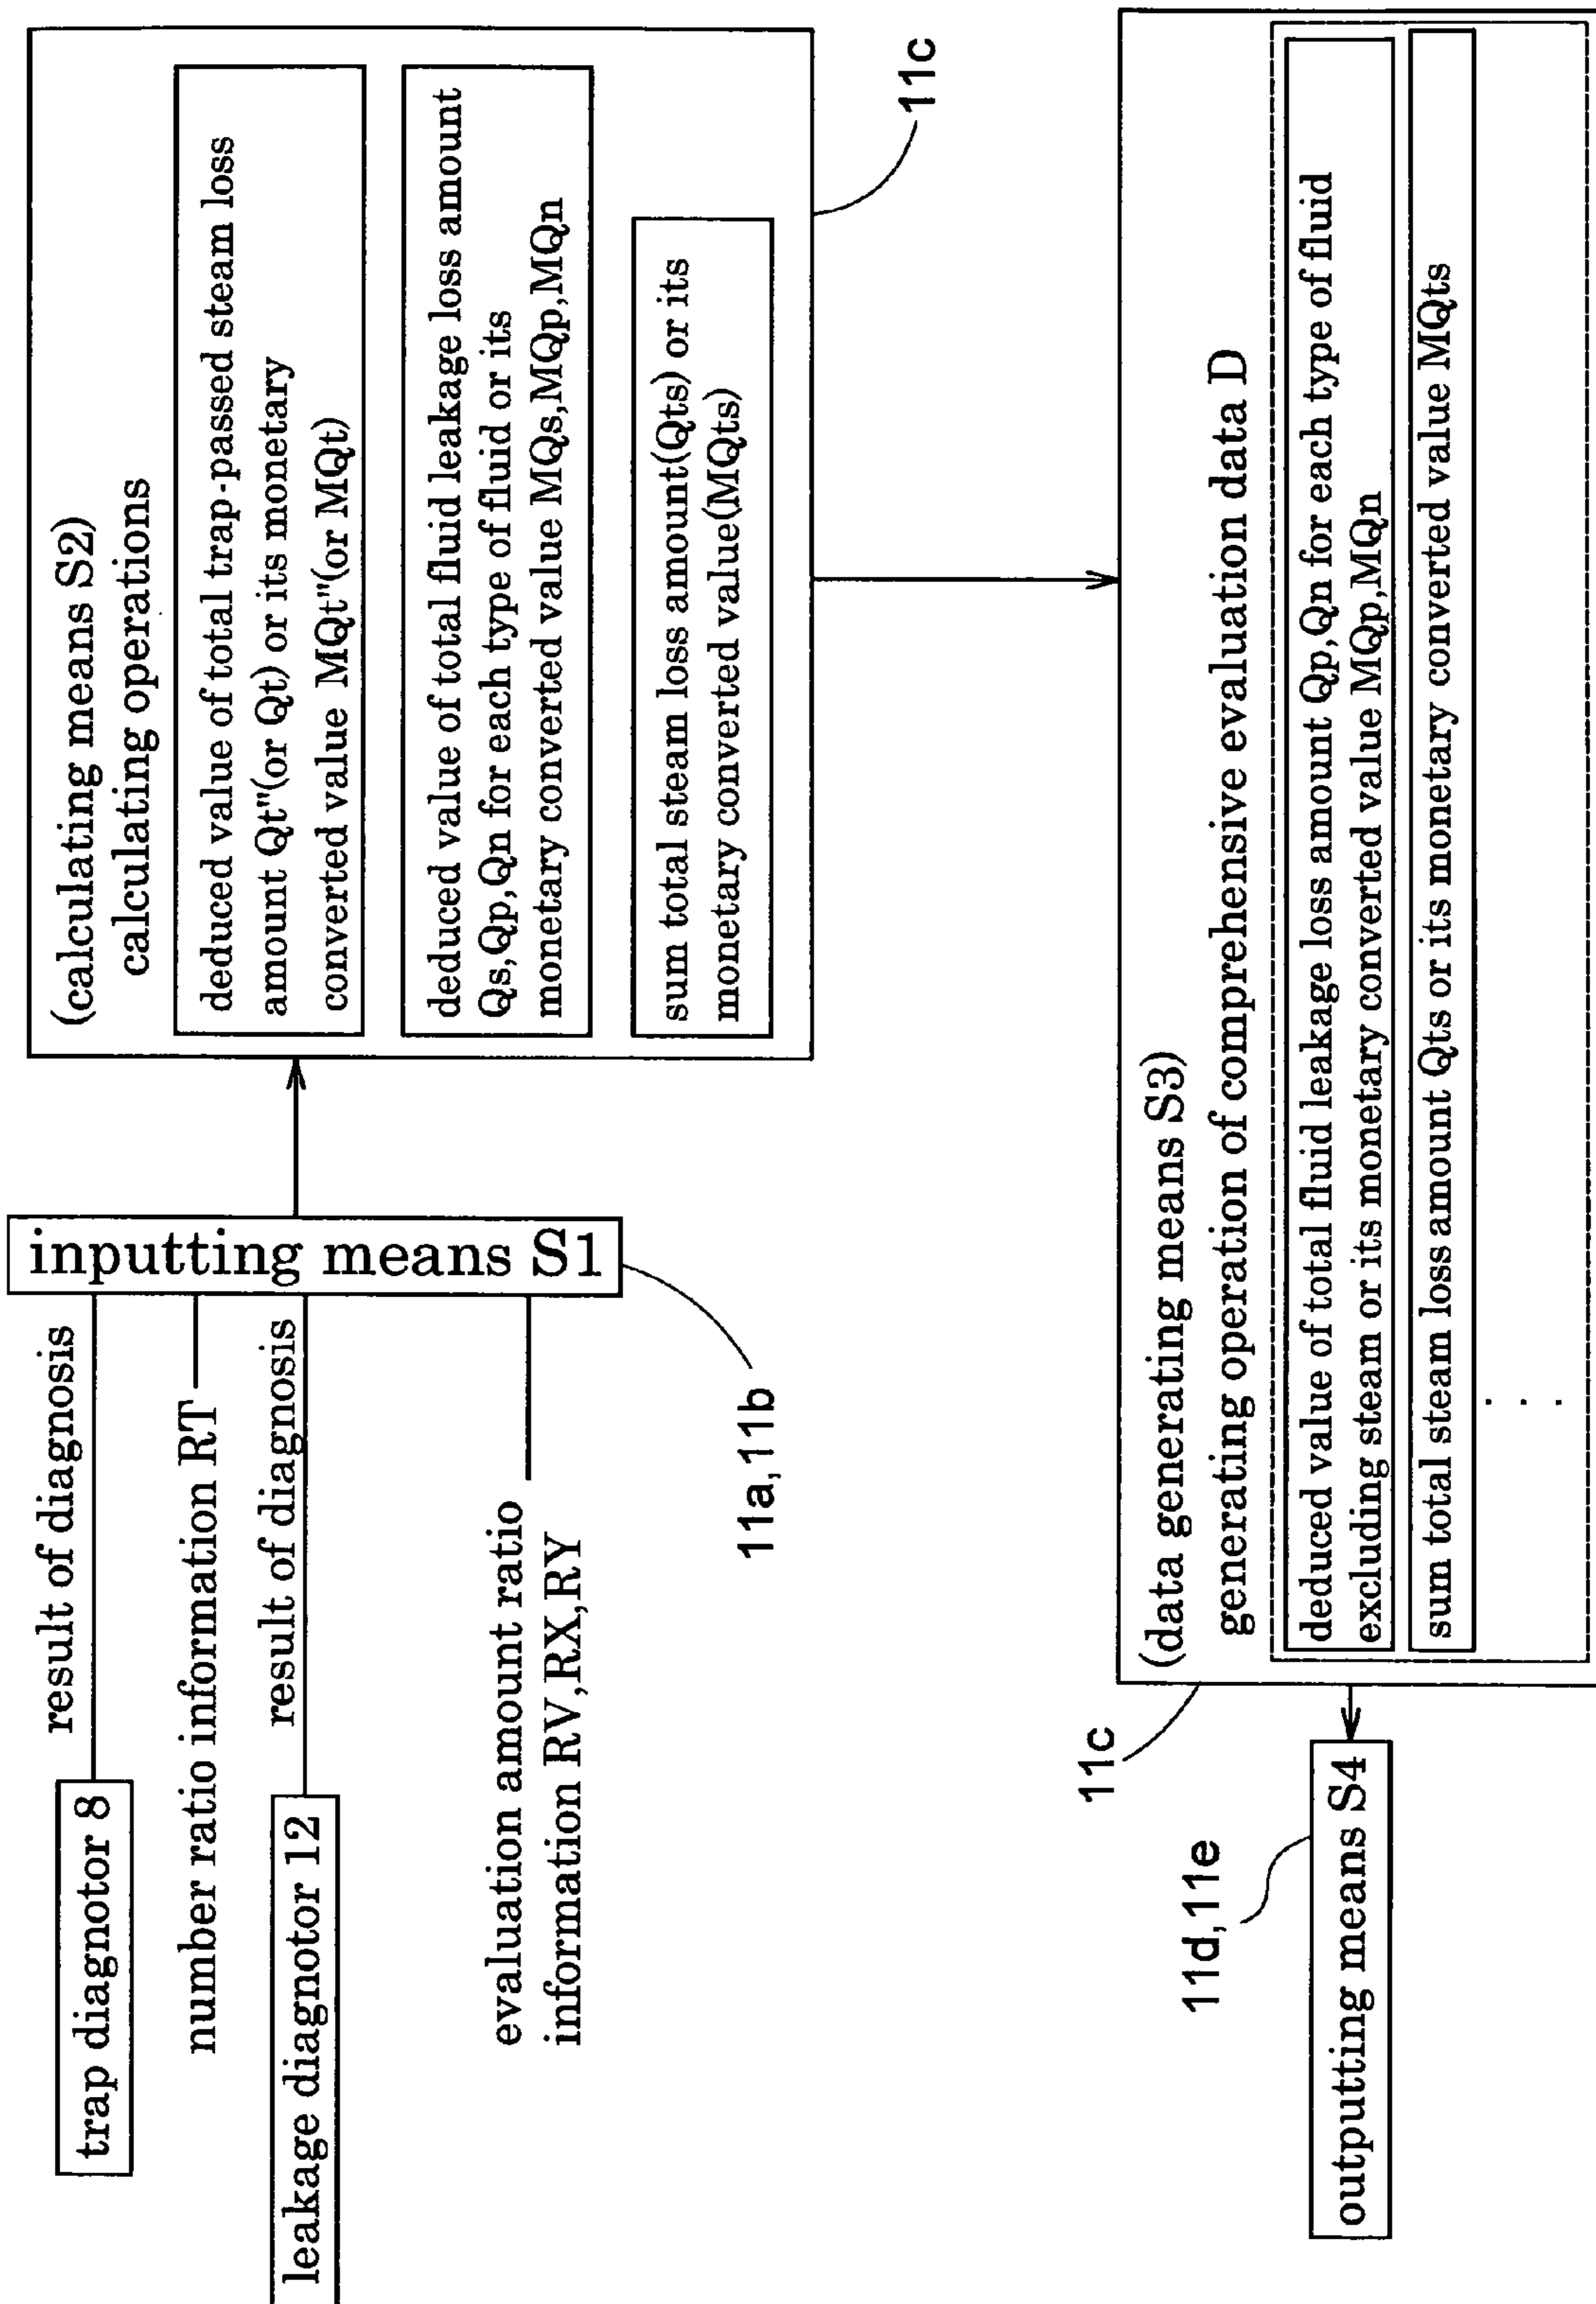 trap diagnotor 8
result of diagnosis
number ratio information RT
leakage diagnotor 12
result of diagnosis
evaluation amount ratio
information RV,RX,RY
inputting means S1
11a,11b
(calculating means S2)
calculating operations
deduced value of total trap-passed steam loss
amount Qt"(or Qt) or its monetary
converted value MQt"(or MQt)
deduced value of total fluid leakage loss amount
Qs,Qp,Qn for each type of fluid or its
monetary converted value MQs,MQp,MQn
sum total steam loss amount(Qts) or its
monetary converted value(MQts)
11c
(data generating means S3)
generating operation of comprehensive evaluation data D
deduced value of total fluid leakage loss amount Qp,Qn for each type of fluid
excluding steam or its monetary converted value MQp,MQn
sum total steam loss amount Qts or its monetary converted value MQts
. . .
11c
11d,11e
outputting means S4